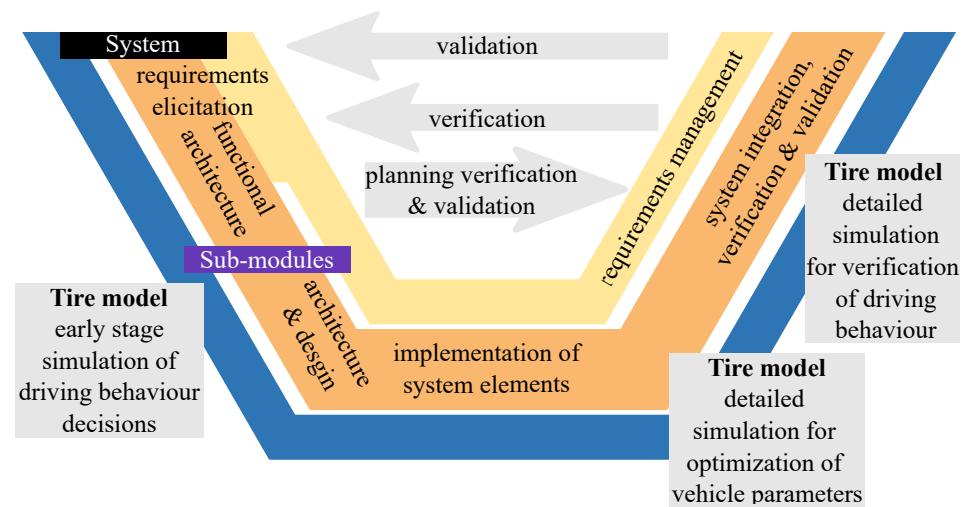 System
validation
requirements
elicitation
verification
functional
architecture
planning verification
& validation
requirements management
system integration,
verification & validation
Tire model
detailed
simulation
for verification
of driving
behaviour
Sub-modules
Tire model
early stage
simulation of
driving behaviour
decisions
architecture
& desgin
implementation of
system elements
Tire model
detailed
simulation for
optimization of
vehicle parameters